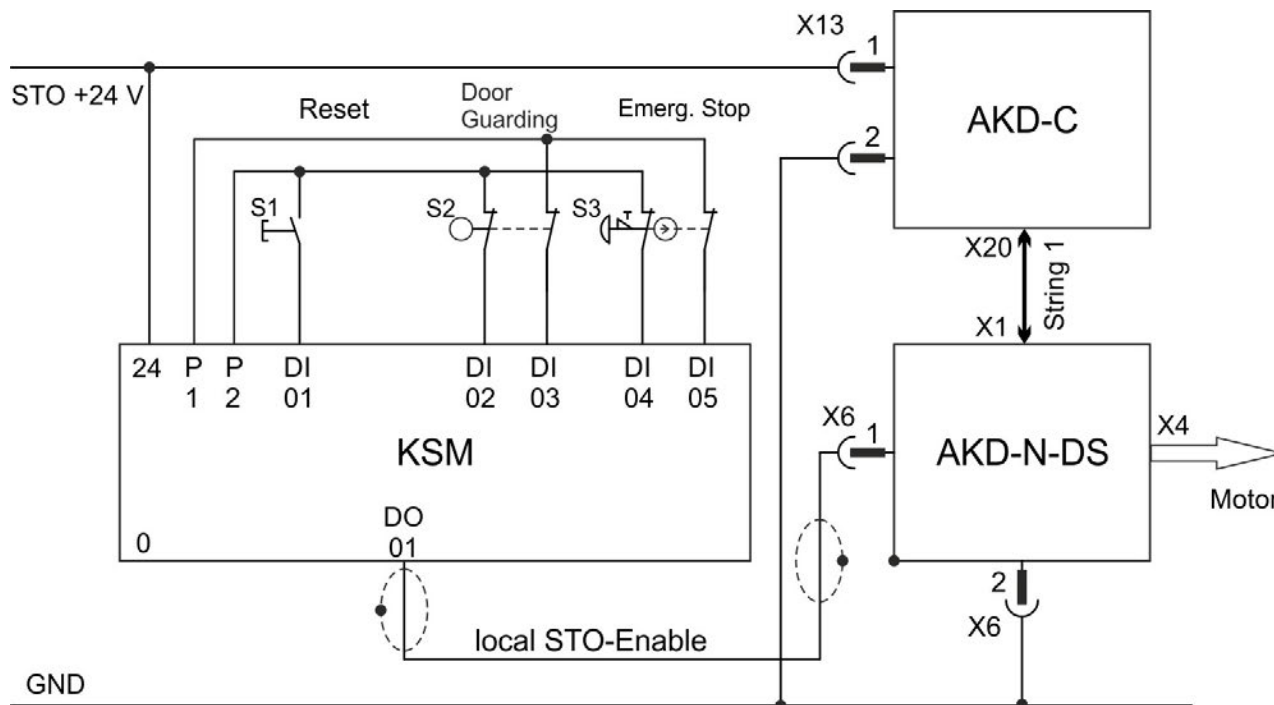 X13
1
STO +24 V
Reset
Door
Guarding
Emerg. Stop
2
AKD-C
S1
S2
S3
X20
String 1
X1
24
P
1
P
2
DI
01
DI
02
DI
03
DI
04
DI
05
KSM
X6
1
AKD-N-DS
X4
Motor
DO
01
0
2
X6
local STO-Enable
GND